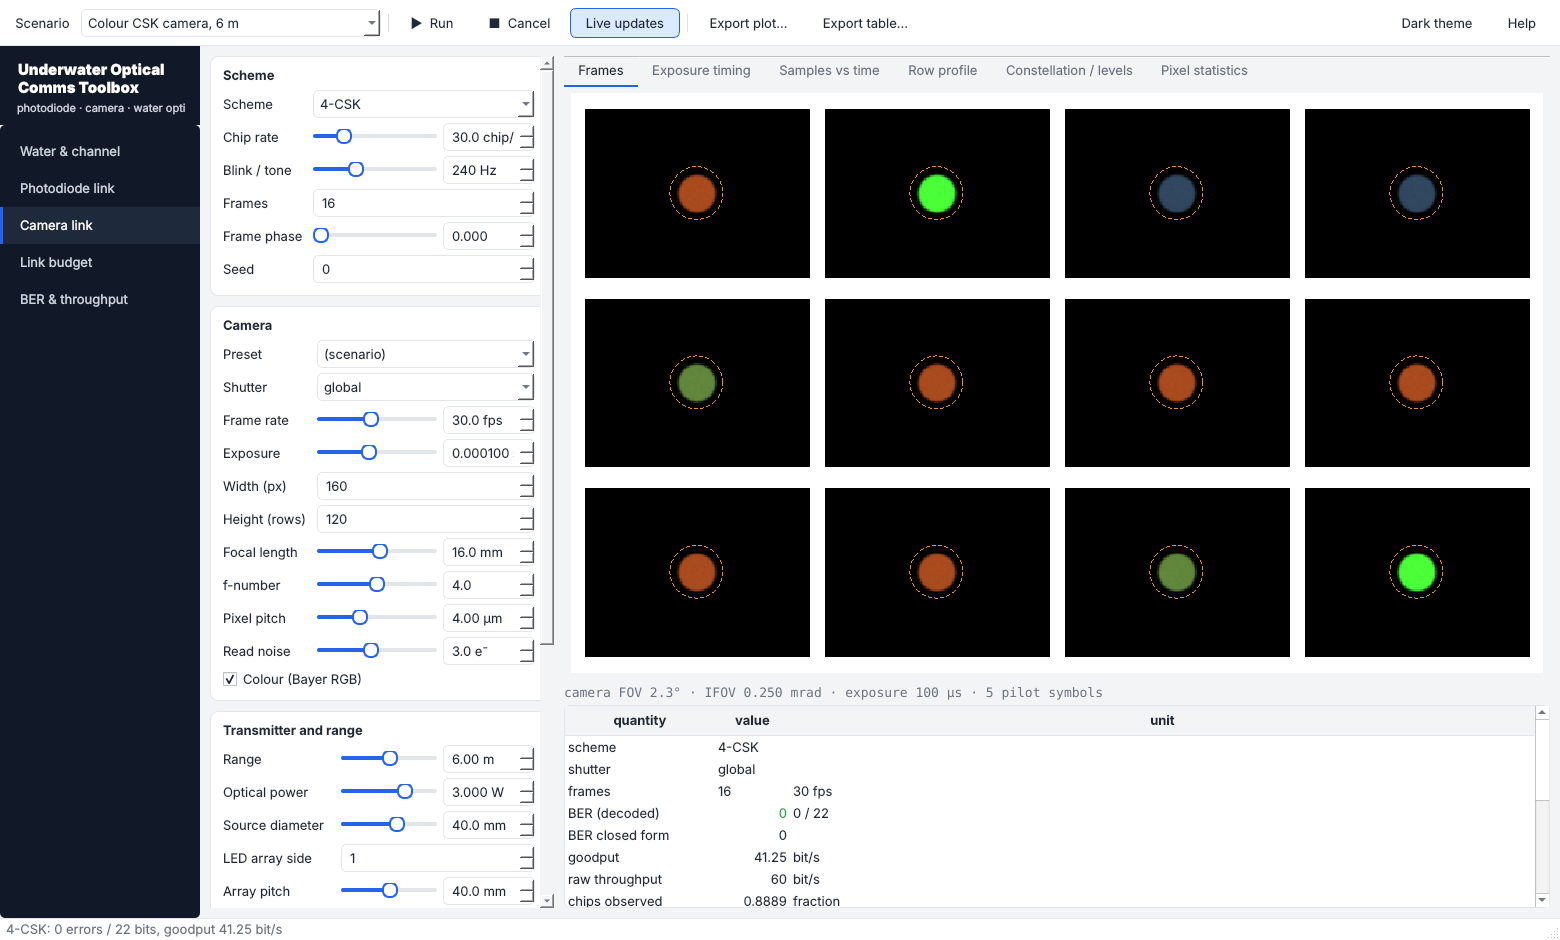 Scenario
Colour CSK camera, 6 m
Run
Cancel
Live updates
Export plot...
Export table...
Dark theme
Help
Underwater Optical
Comms Toolbox
photodiode · camera · water opti
Water & channel
Photodiode link
Camera link
Link budget
BER & throughput
Scheme
Scheme
4-CSK
Chip rate
30.0 chip/
Blink / tone
240 Hz
Frames
16
Frame phase
0.000
Seed
0
Camera
Preset
(scenario)
Shutter
global
Frame rate
30.0 fps
Exposure
0.000100
Width (px)
160
Height (rows)
120
Focal length
16.0 mm
f-number
4.0
Pixel pitch
4.00 µm
Read noise
3.0 e⁻
Colour (Bayer RGB)
Transmitter and range
Range
6.00 m
Optical power
3.000 W
Source diameter
40.0 mm
LED array side
1
Array pitch
40.0 mm
Frames
Exposure timing
Samples vs time
Row profile
Constellation / levels
Pixel statistics
camera FOV 2.3° · IFOV 0.250 mrad · exposure 100 µs · 5 pilot symbols
quantity value unit
scheme 4-CSK
shutter global
frames 16 30 fps
BER (decoded) 0 0 / 22
BER closed form 0
goodput 41.25 bit/s
raw throughput 60 bit/s
chips observed 0.8889 fraction
4-CSK: 0 errors / 22 bits, goodput 41.25 bit/s